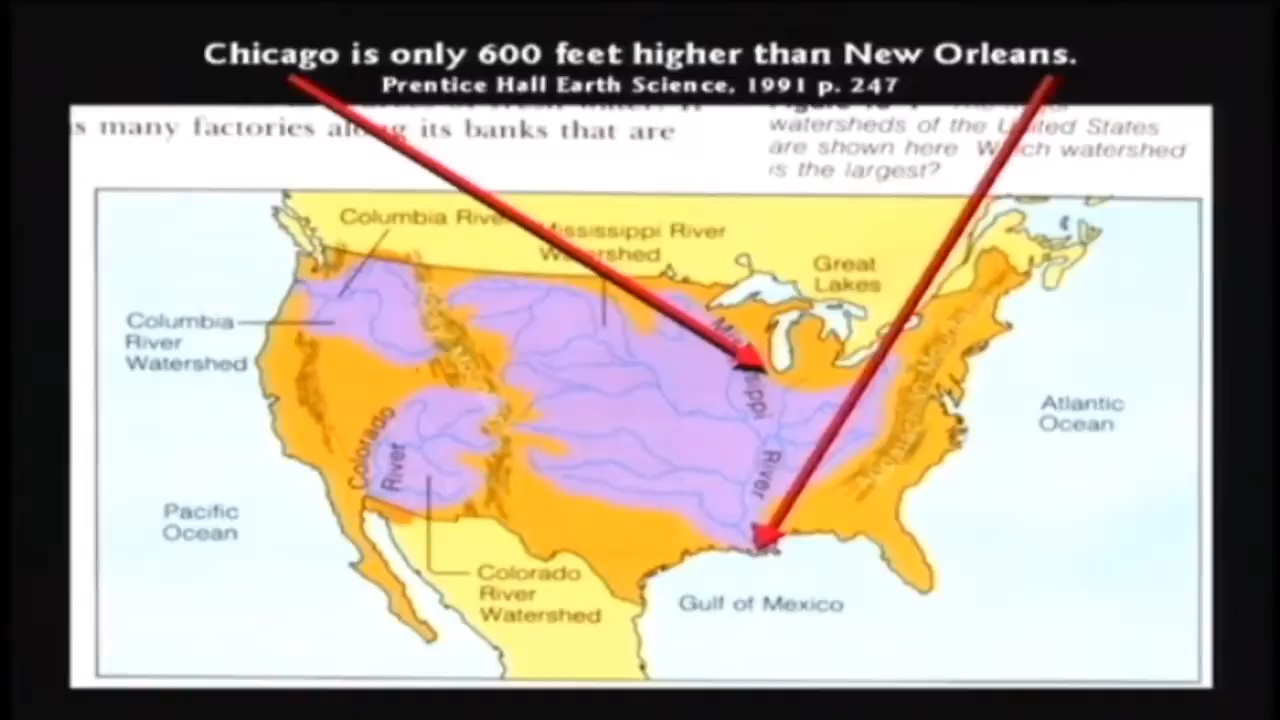 Chicago is only 600 feet higher than New Orleans.
Prentice Hall Earth Science, 1991 p. 247
s many factories along its banks that are
watersheds of the United States
are shown here Which watershed
is the largest?
Columbia River
Mississippi River
Watershed
Great
Lakes
Columbia
River
Watershed
Mississippi River
Colorado
River
Appalachian
Atlantic
Ocean
Pacific
Ocean
Colorado
River
Watershed
Gulf of Mexico